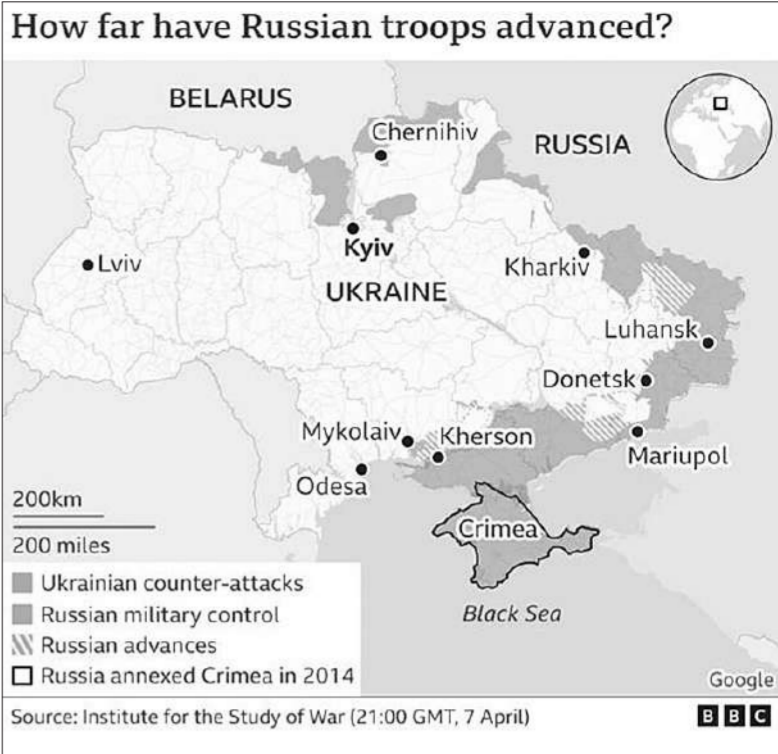 How far have Russian troops advanced?
BELARUS
Chernihiv
RUSSIA
Kyiv
Lviv
Kharkiv
UKRAINE
Luhansk
Donetsk
Mykolaiv
Kherson
Mariupol
Odesa
200km
200 miles
Crimea
Ukrainian counter-attacks
Russian military control
Black Sea
Russian advances
Russia annexed Crimea in 2014
Google
Source: Institute for the Study of War (21:00 GMT, 7 April)
BBC